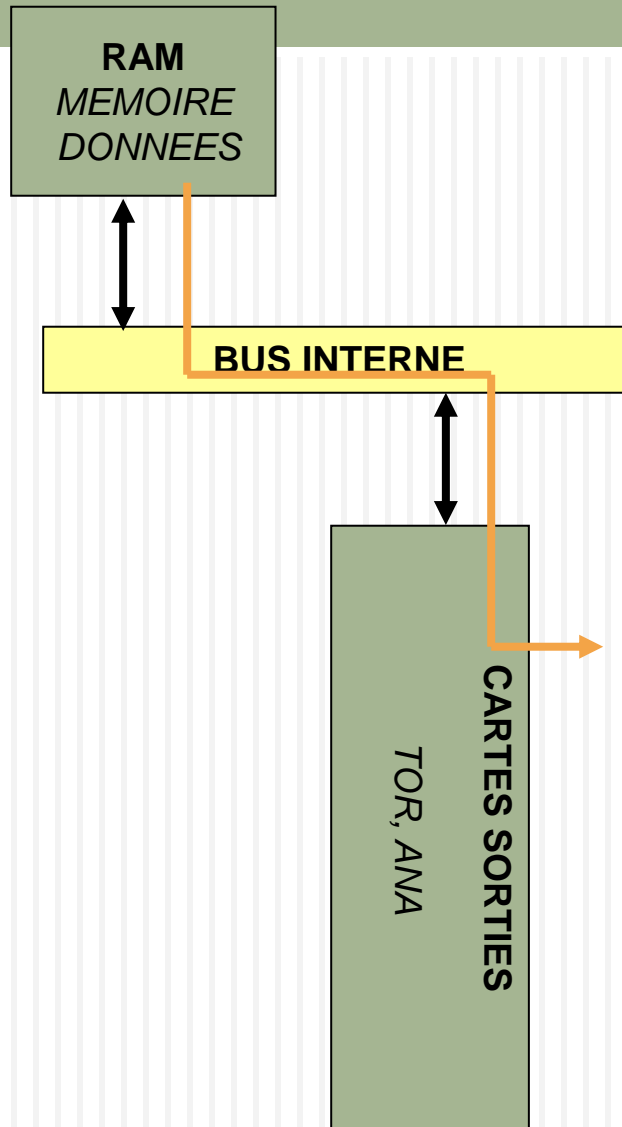 RAM
MEMOIRE
DONNEES
BUS INTERNE
CARTES SORTIES
TOR, ANA